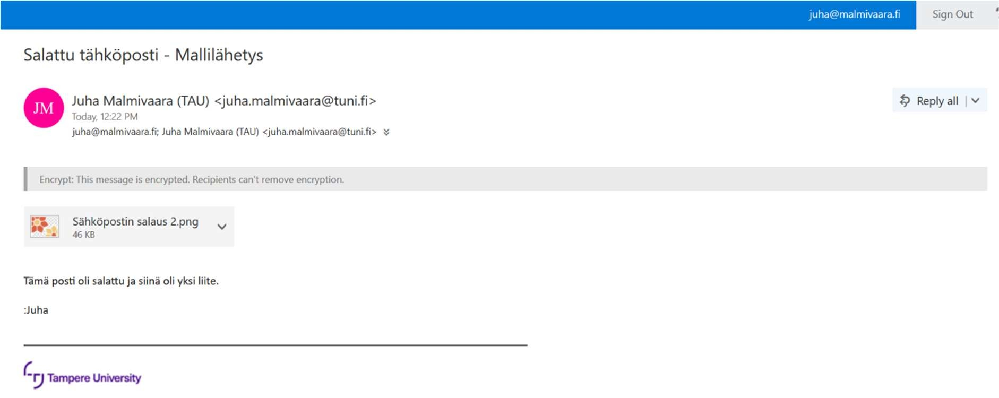 juha@malmivaara.fi Sign Out ?
Salattu tähköposti - Mallilähetys
JM
Juha Malmivaara (TAU) <juha.malmivaara@tuni.fi>
Today, 12:22 PM
juha@malmivaara.fi; Juha Malmivaara (TAU) <juha.malmivaara@tuni.fi>
Reply all
Encrypt: This message is encrypted. Recipients can't remove encryption.
Sähköpostin salaus 2.png
46 KB
Tämä posti oli salattu ja siinä oli yksi liite.
:Juha
Tampere University